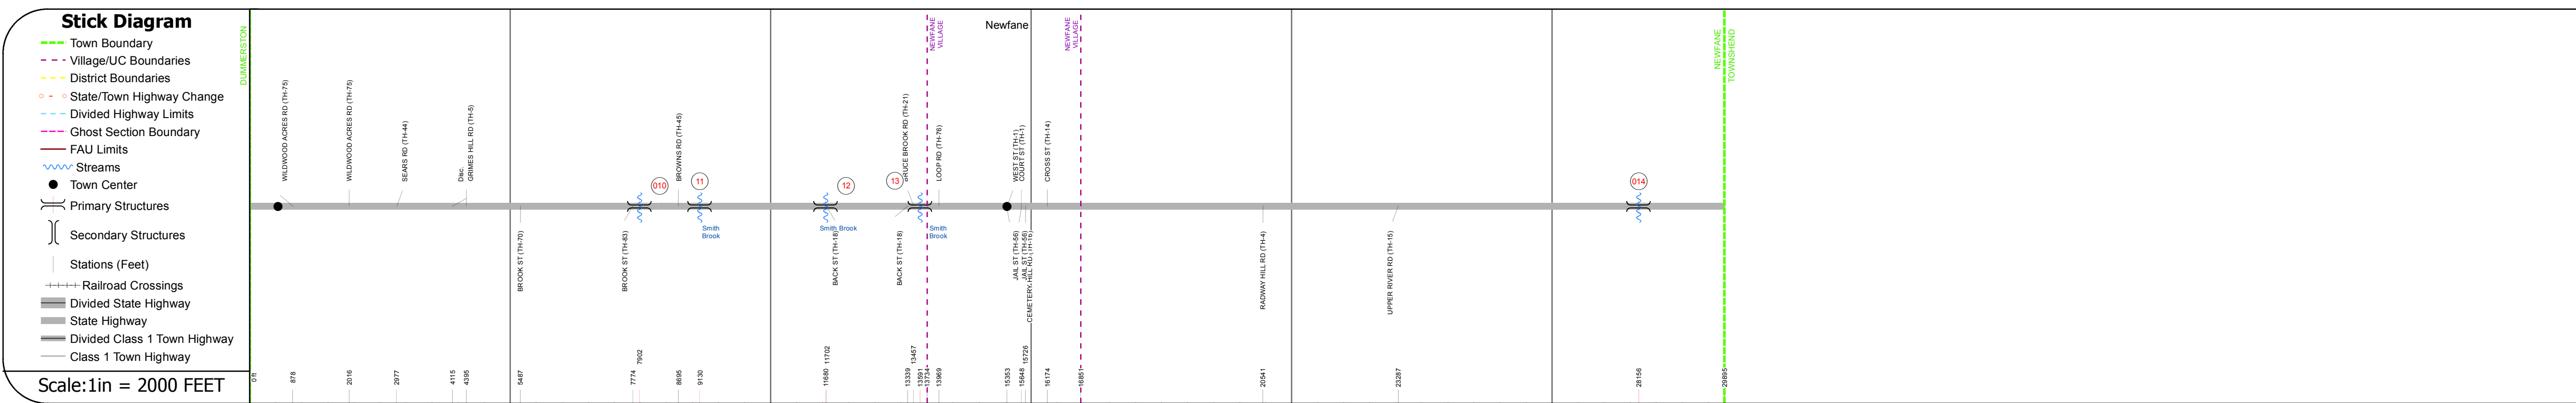 Stick Diagram
Town Boundary
Village/UC Boundaries
District Boundaries
State/Town Highway Change
Divided Highway Limits
Ghost Section Boundary
FAU Limits
Streams
Town Center
Primary Structures
Secondary Structures
Stations (Feet)
Railroad Crossings
Divided State Highway
State Highway
Divided Class 1 Town Highway
Class 1 Town Highway
Scale:1in = 2000 FEET
DUMMERSTON
NEWFANE
VILLAGE
Newfane
NEWFANE
VILLAGE
NEWFANE
TOWNSHEND
WILDWOOD ACRES RD (TH-75)
WILDWOOD ACRES RD (TH-75)
SEARS RD (TH-44)
Disc.
GRIMES HILL RD (TH-5)
BROWNS RD (TH-45)
BROOK RD (TH-21)
LOOP RD (TH-76)
WEST ST (TH-1)
COURT ST (TH-1)
CROSS ST (TH-14)
010
11
12
13
014
Smith
Brook
Smith Brook
Smith
Brook
BROOK ST (TH-70)
BROOK ST (TH-83)
BACK ST (TH-18)
BACK ST (TH-18)
JAIL ST (TH-56)
JAIL ST (TH-56)
CEMETERY HILL RD
RADWAY HILL RD (TH-4)
UPPER RIVER RD (TH-15)
0 ft
878
2016
2977
4115
4395
5487
7774
7902
8695
9130
11680
11702
13339
13457
13591
13734
13969
15353
15648
15726
16174
16851
20541
23287
28156
29895